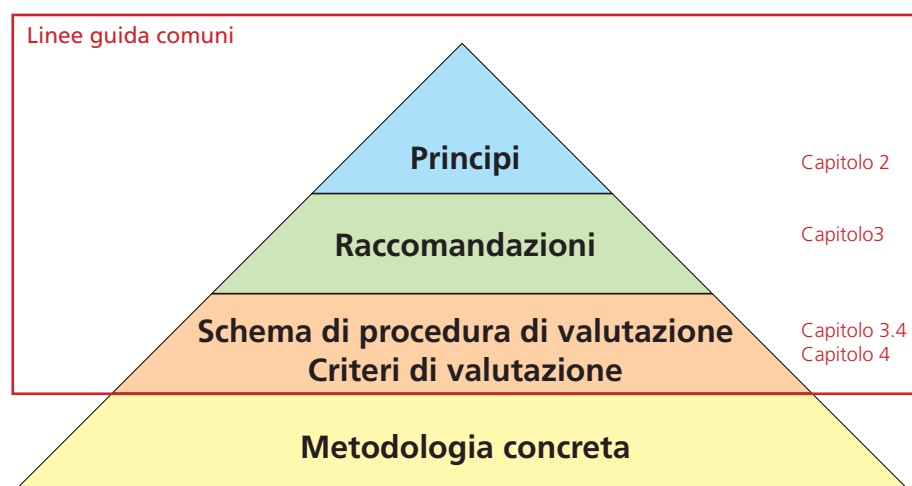 Linee guida comuni
Principi
Capitolo 2
Raccomandazioni
Capitolo3
Schema di procedura di valutazione
Criteri di valutazione
Capitolo 3.4
Capitolo 4
Metodologia concreta